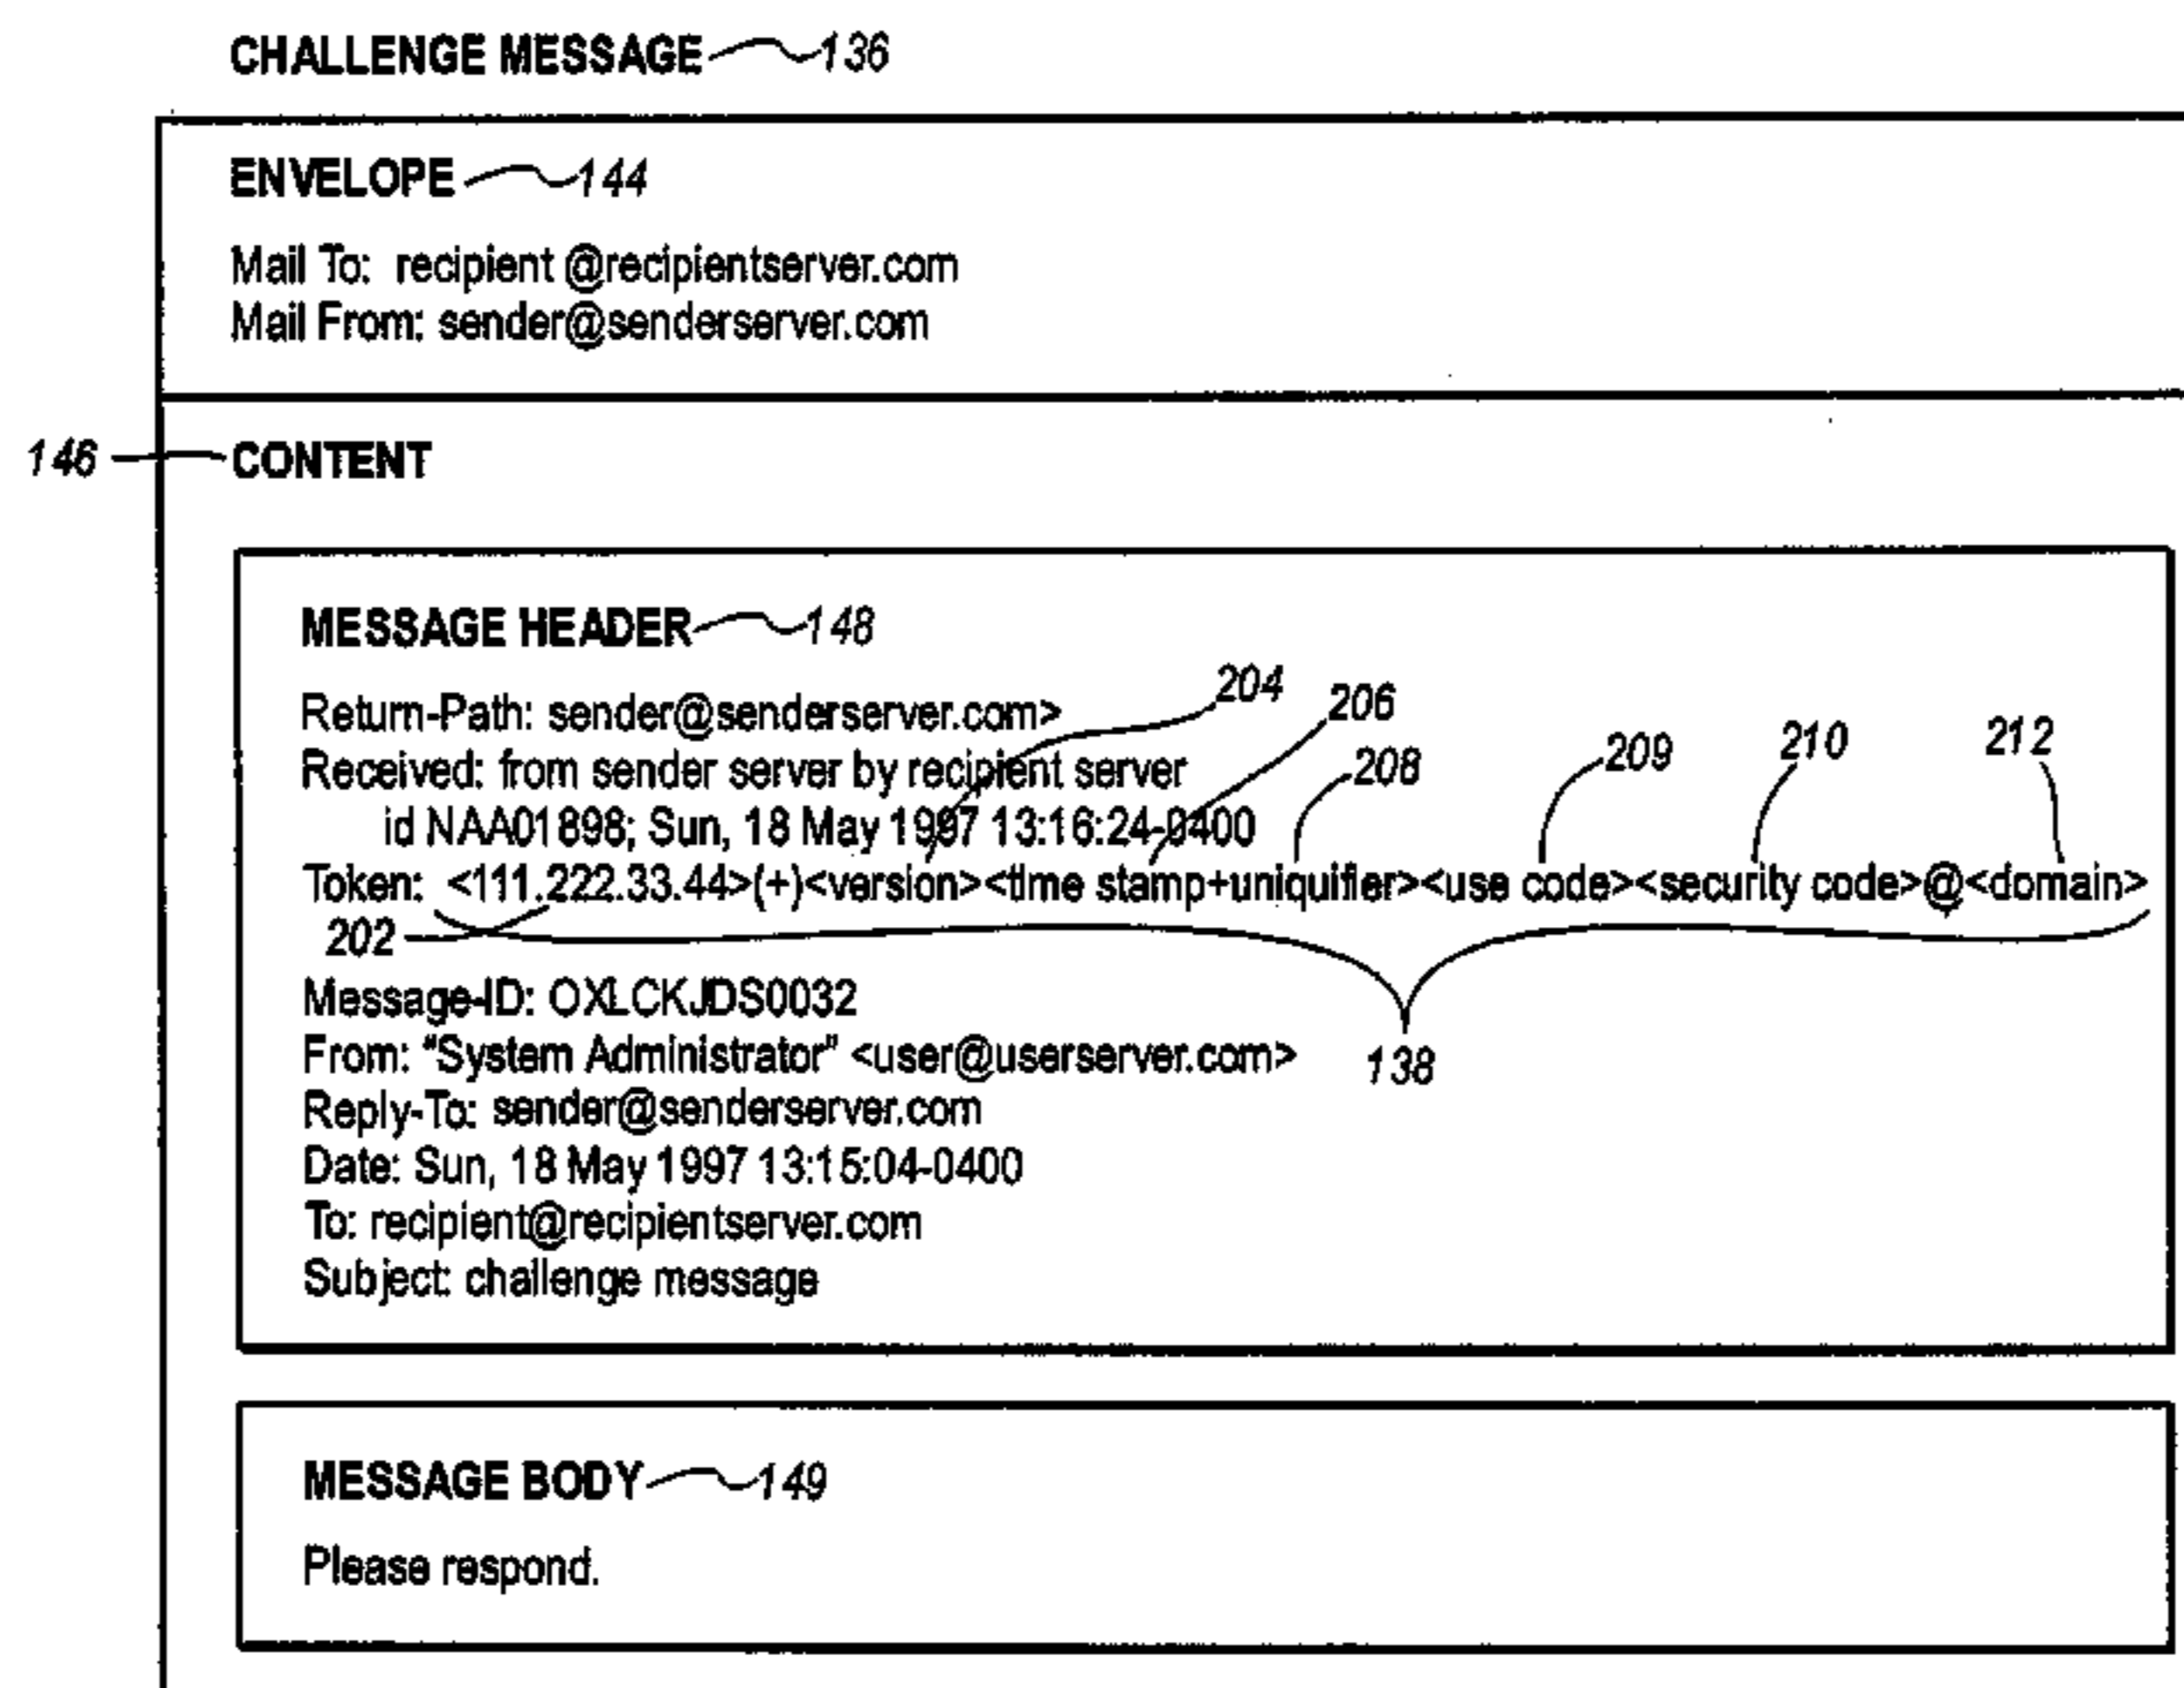 CHALLENGE MESSAGE 136
ENVELOPE 144
Mail To: recipient @recipientserver.com
Mail From: sender@senderserver.com
146 CONTENT
MESSAGE HEADER 148
204
206
Return-Path: sender@senderserver.com>
209 210 212
Received: from sender server by recipient server 208
id NAA01898; Sun, 18 May 1997 13:16:24-0400
Token: <111.222.33.44>(+)<version><time stamp+uniquifier><use code><security code>@<domain>
202
Message-ID: OXLCKJDS0032
From: "System Administrator" <user@userserver.com> 138
Reply-To: sender@senderserver.com
Date: Sun, 18 May 1997 13:15:04-0400
To: recipient@recipientserver.com
Subject: challenge message
MESSAGE BODY 149
Please respond.